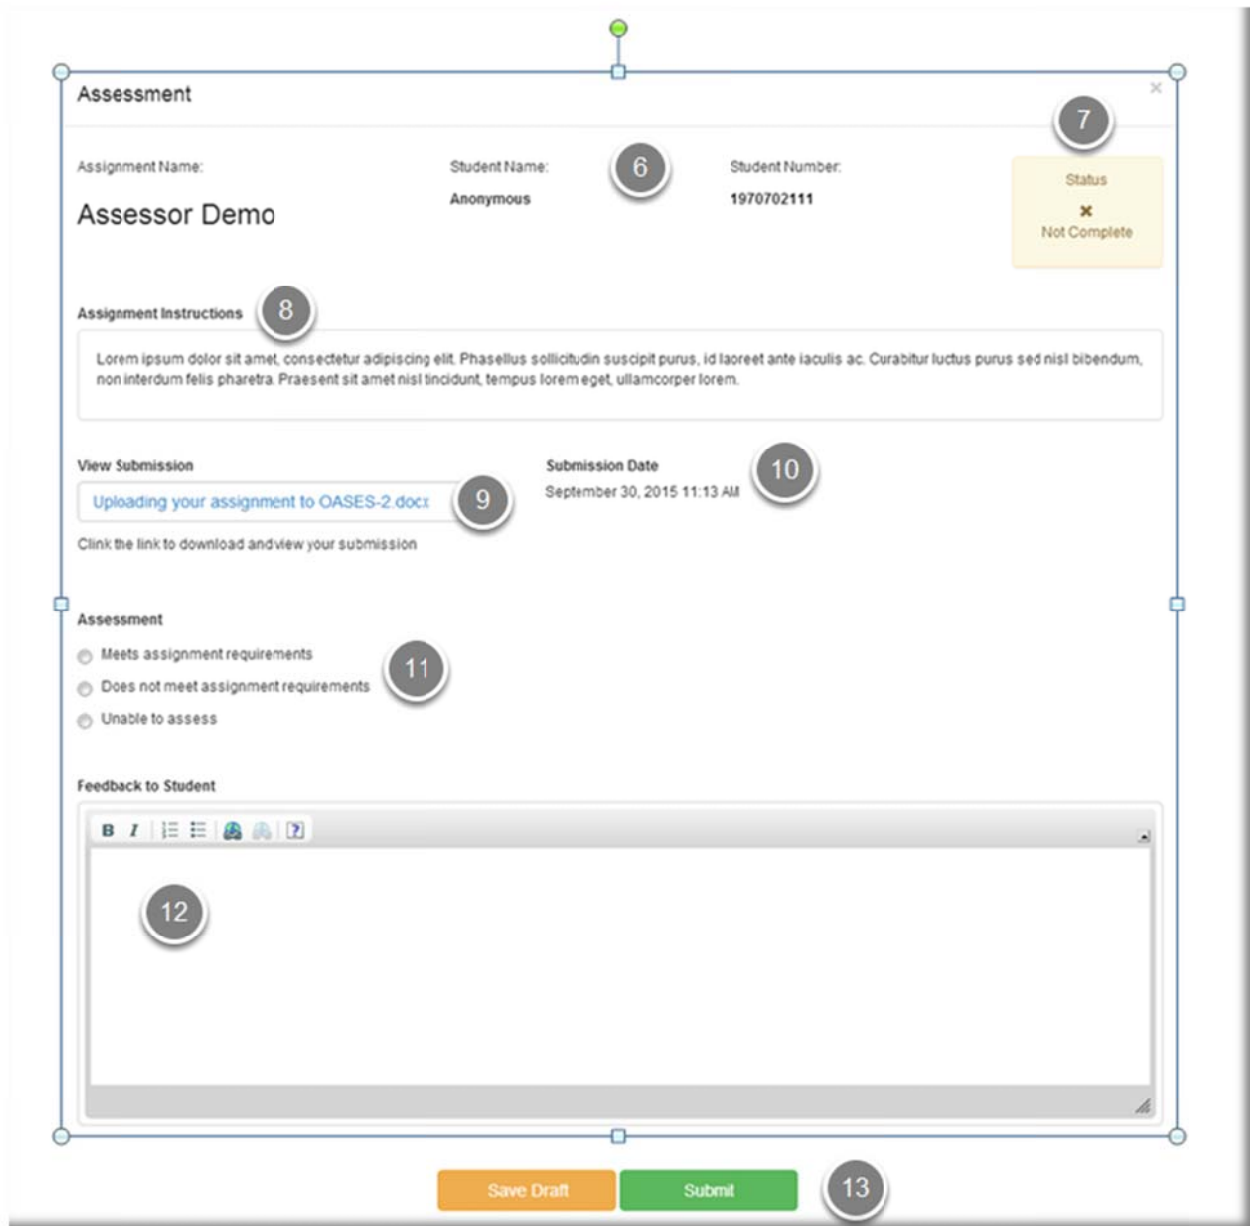 Assessment
×
7
Assignment Name:
Student Name:
6
Student Number:
Status
Assessor Demo
Anonymous
1970702111
Not Complete
Assignment Instructions
8
Lorem ipsum dolor sit amet, consectetur adipiscing elit. Phasellus sollicitudin suscipit purus, id laoreet ante iaculis ac. Curabitur luctus purus sed nisl bibendum,
non interdum felis pharetra. Praesent sit amet nisl tincidunt, tempus lorem eget, ullamcorper lorem.
View Submission
Submission Date
10
Uploading your assignment to OASES-2.docx
9
September 30, 2015 11:13 AM
Clink the link to download andview your submission
Assessment
Meets assignment requirements
11
Does not meet assignment requirements
Unable to assess
Feedback to Student
B I
12
Save Draft
Submit
13